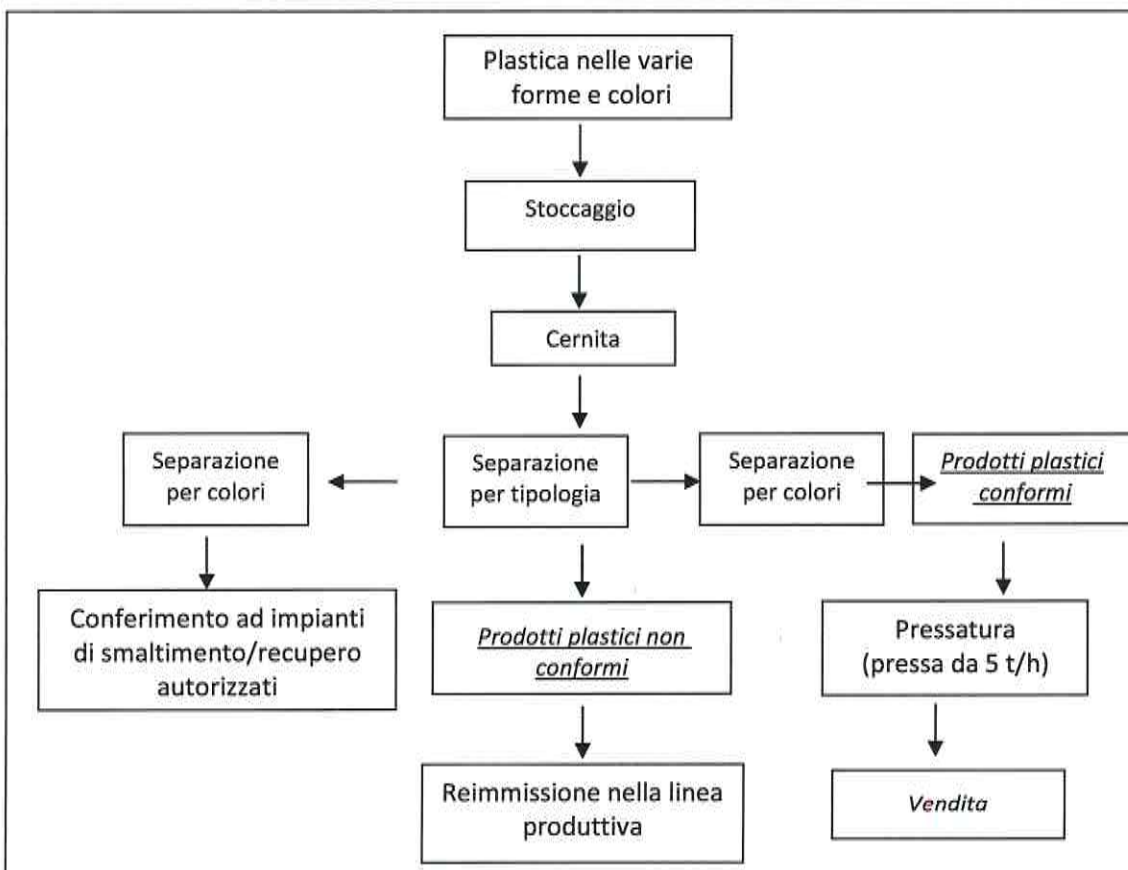 Plastica nelle varie
forme e colori
Stoccaggio
Cernita
Separazione
per colori
Separazione
per tipologia
Separazione
per colori
Prodotti plastici
conformi
Conferimento ad impianti
di smaltimento/recupero
autorizzati
Prodotti plastici non
conformi
Pressatura
(pressa da 5 t/h)
Reimmissione nella linea
produttiva
Vendita